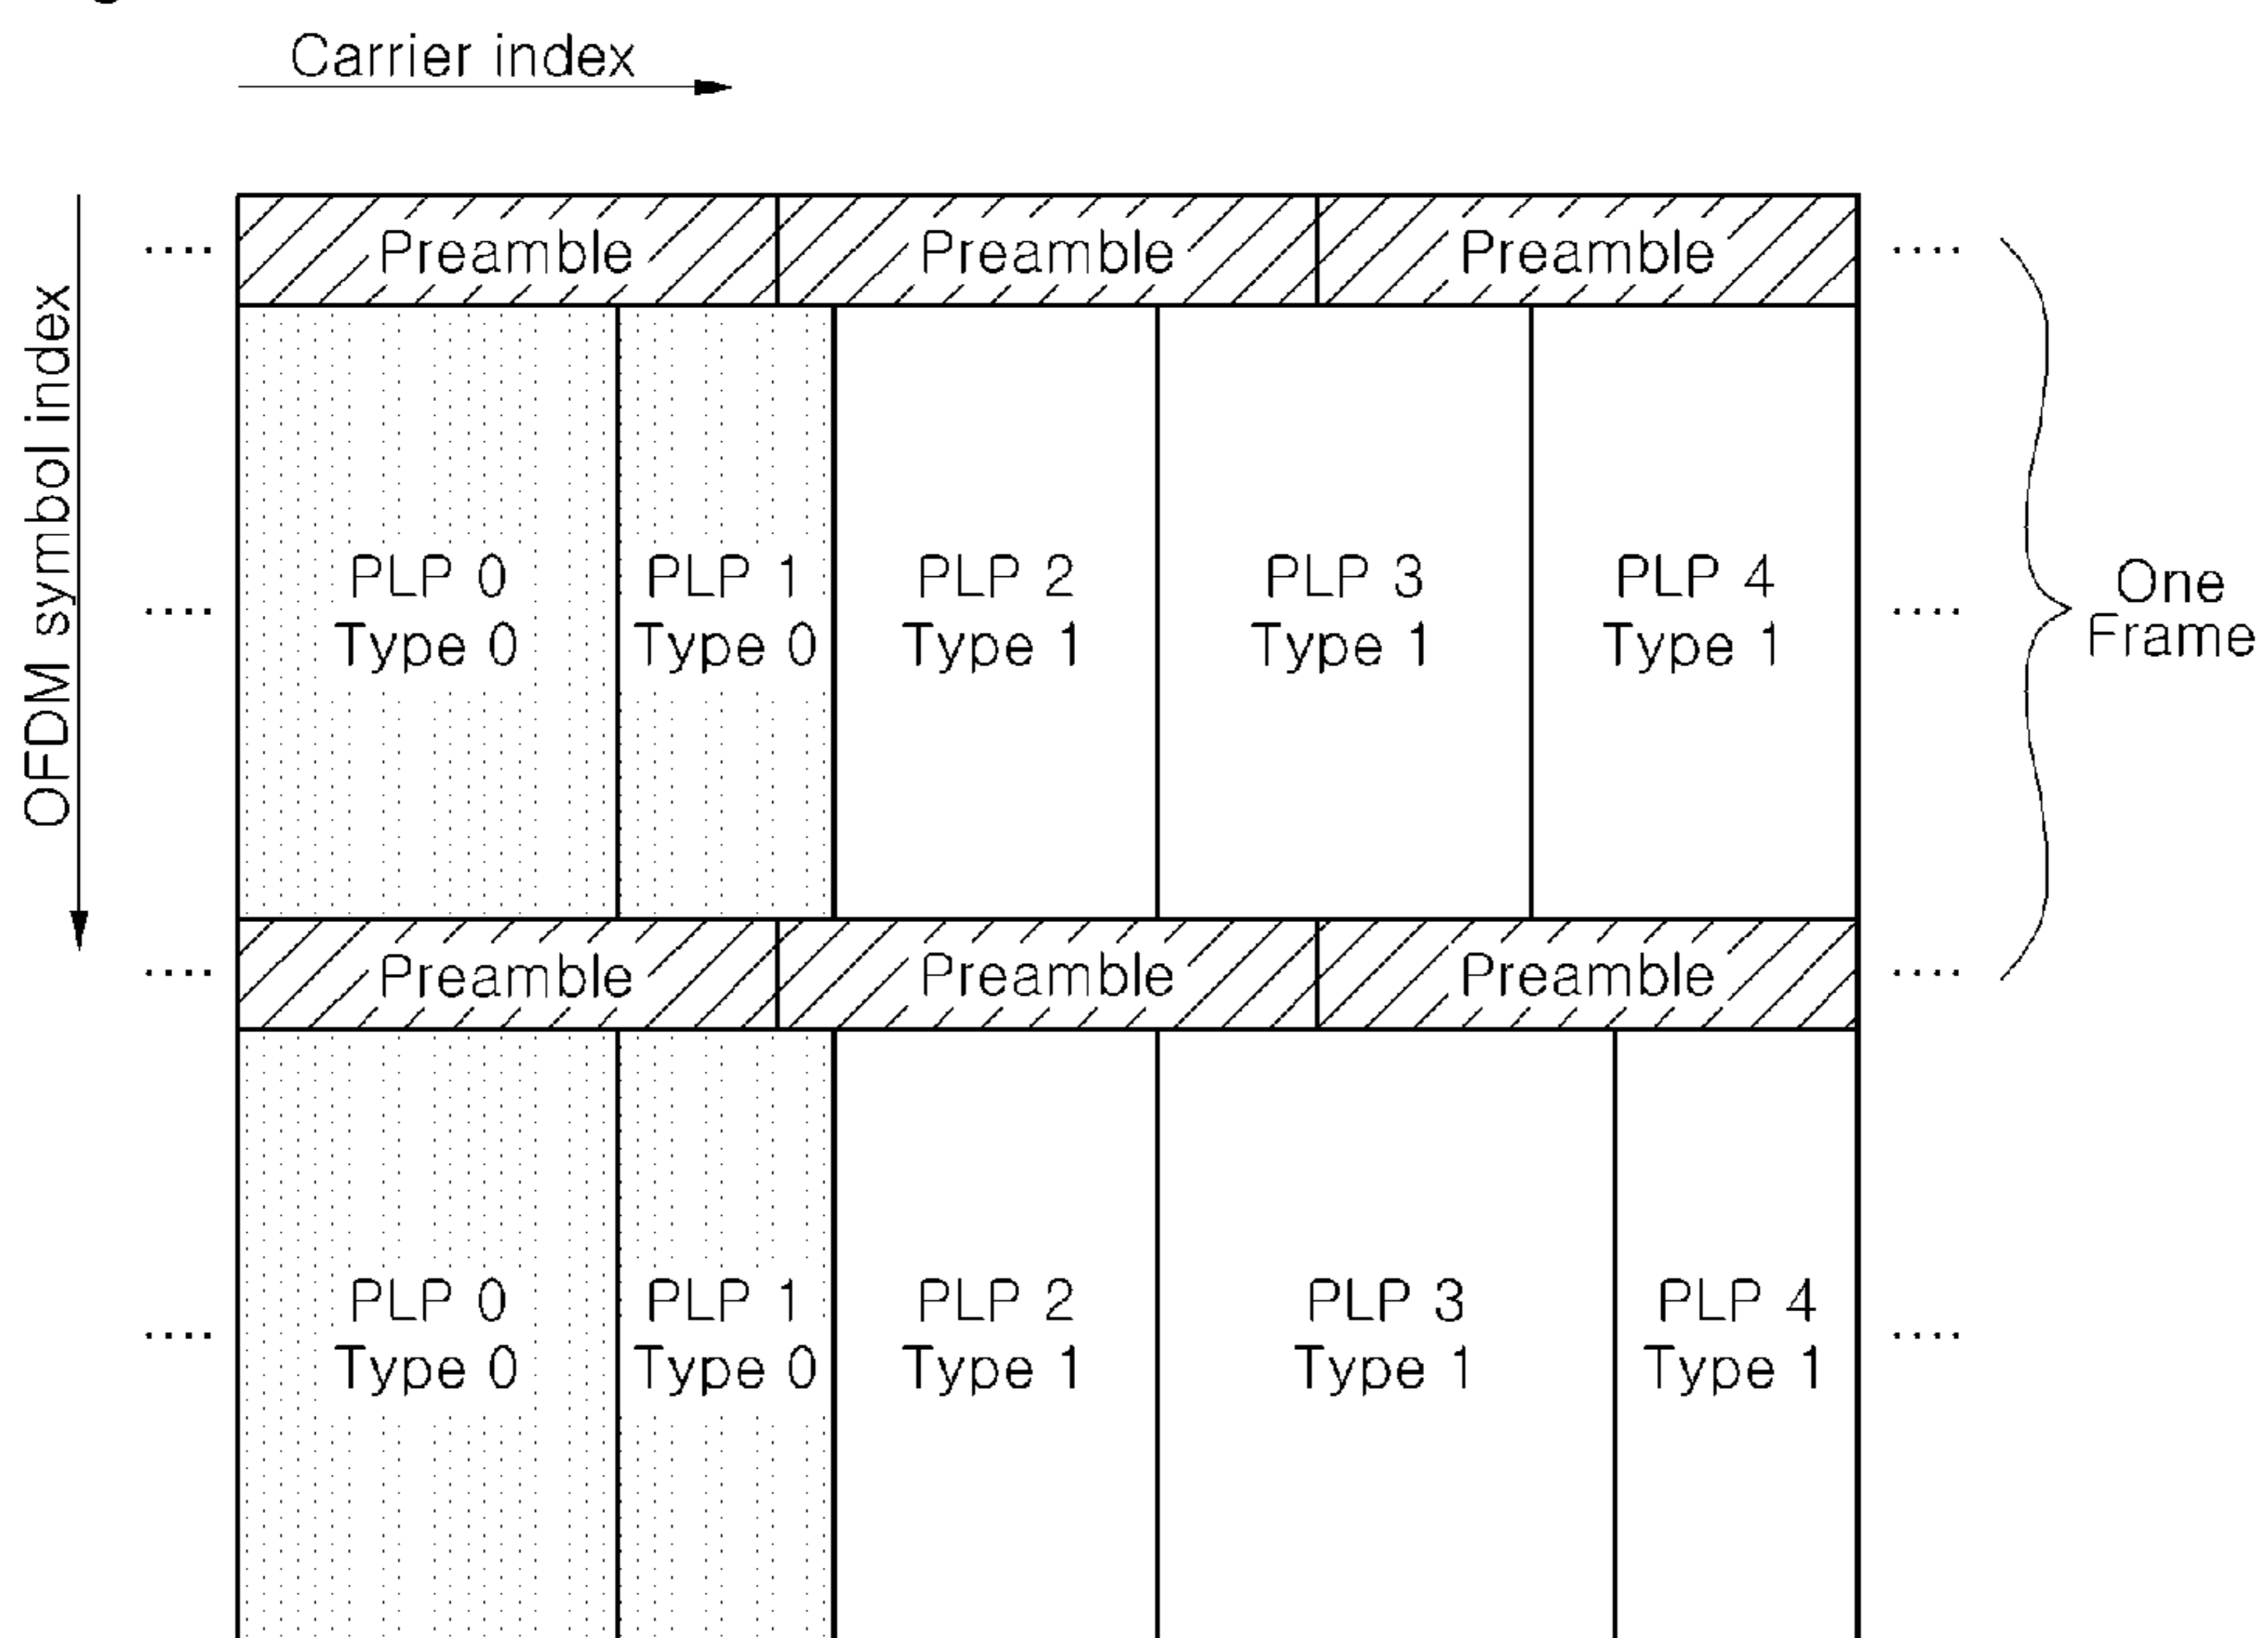 Carrier index
OFDM symbol index
.... Preamble Preamble Preamble ....
.... PLP 0 PLP 1 PLP 2 PLP 3 PLP 4 ....
Type 0 Type 0 Type 1 Type 1 Type 1
One
Frame
.... Preamble Preamble Preamble ....
.... PLP 0 PLP 1 PLP 2 PLP 3 PLP 4 ....
Type 0 Type 0 Type 1 Type 1 Type 1